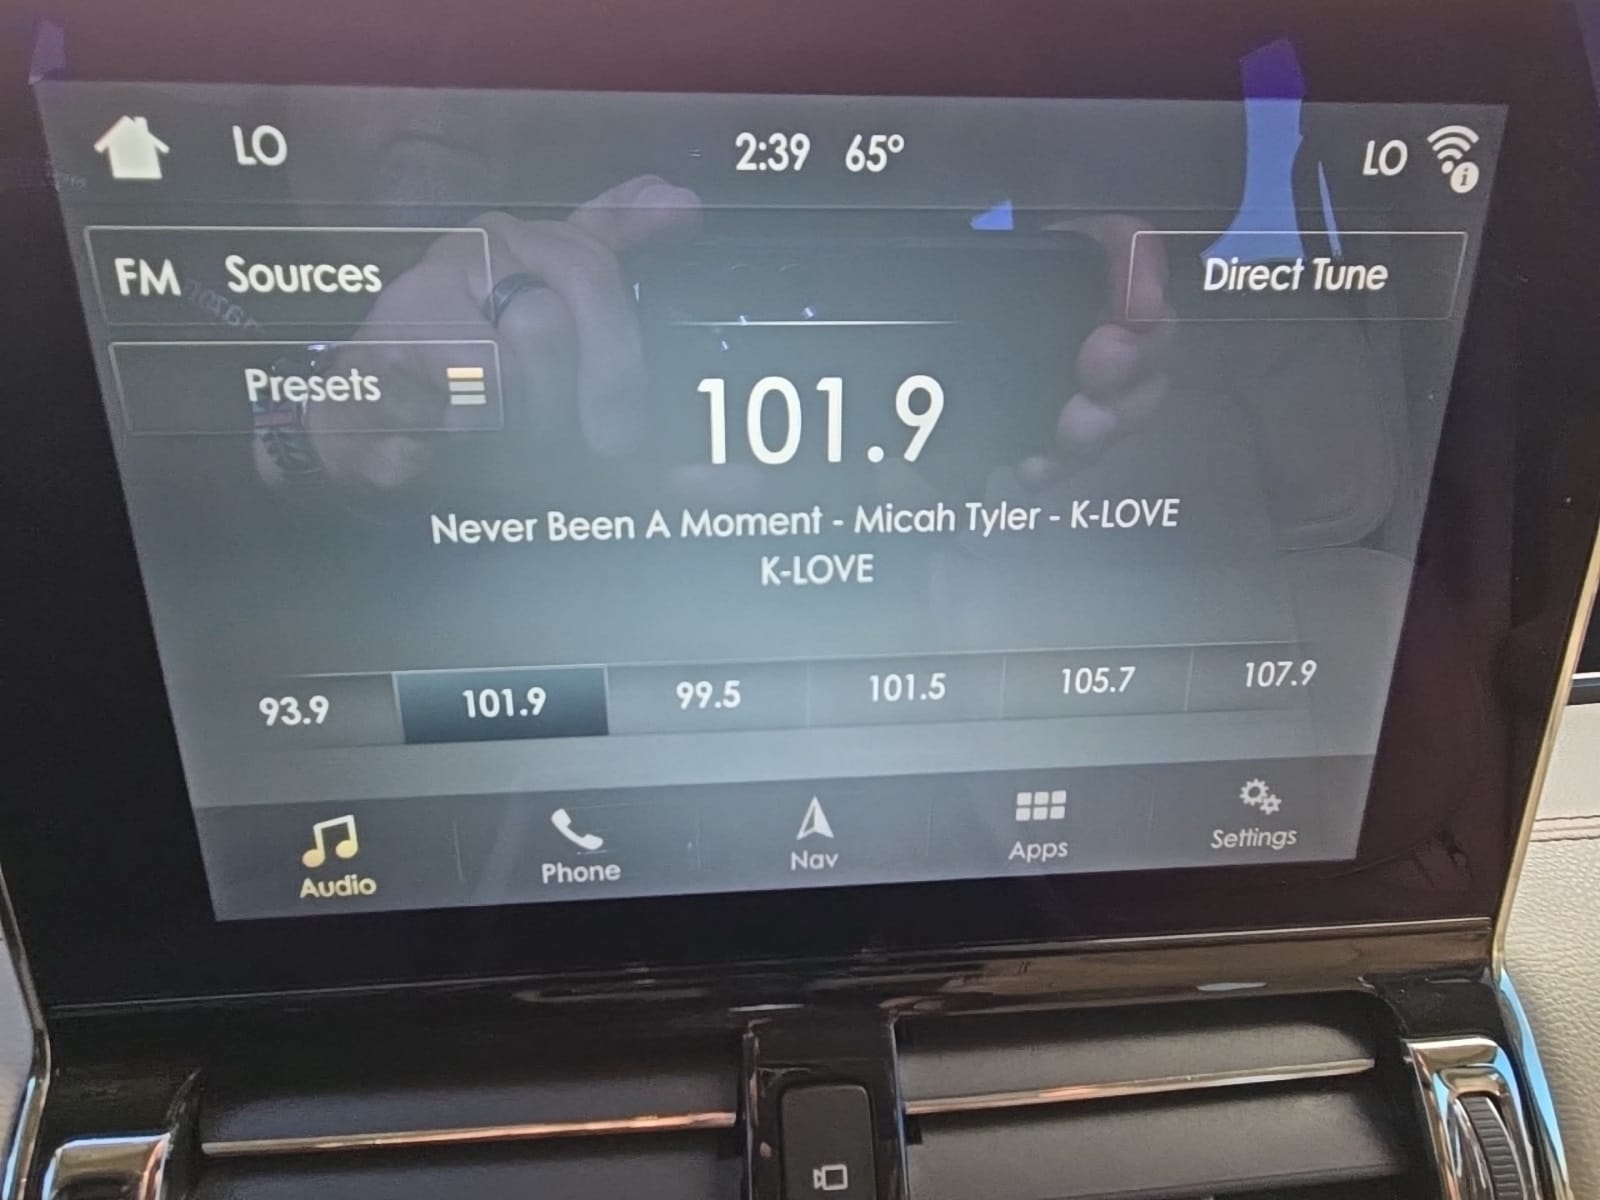 LO 2:39 65° LO
FM Sources
Direct Tune
Presets
101.9
Never Been A Moment - Micah Tyler - K-LOVE
K-LOVE
93.9 101.9 99.5 101.5 105.7 107.9
Audio Phone Nav Apps Settings